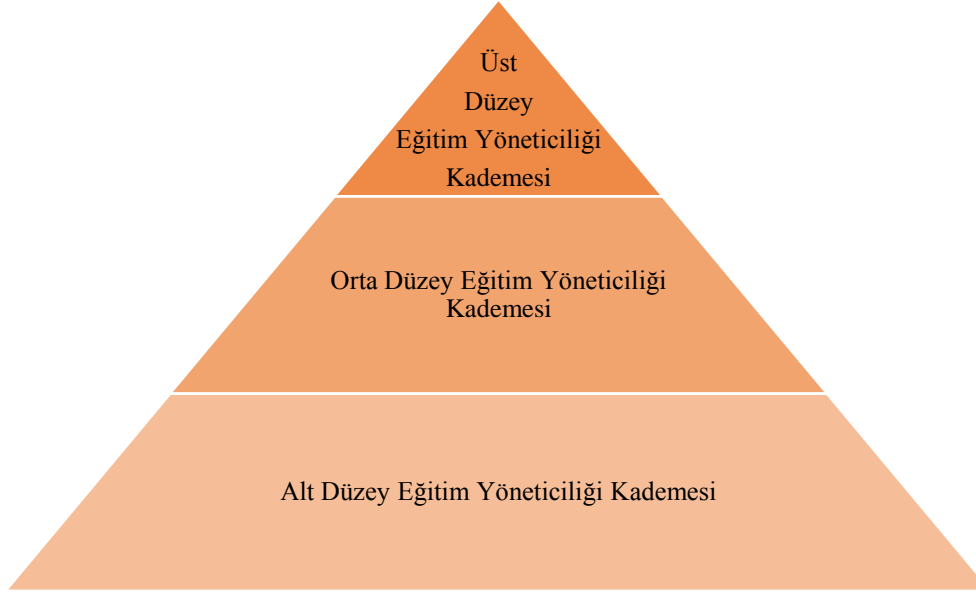 Üst
Düzey
Eğitim Yöneticiliği
Kademesi
Orta Düzey Eğitim Yöneticiliği
Kademesi
Alt Düzey Eğitim Yöneticiliği Kademesi